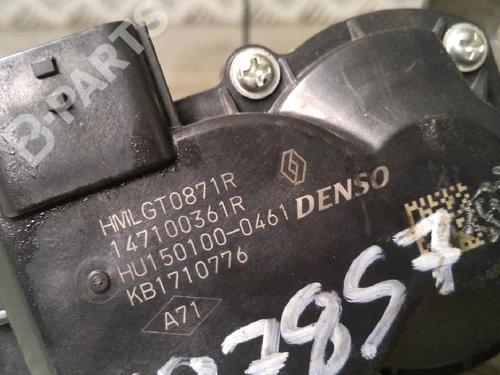 B-PARTS
HMLGT0871R
147100361R
HU150100-0461
DENSO
KB1710776
A71